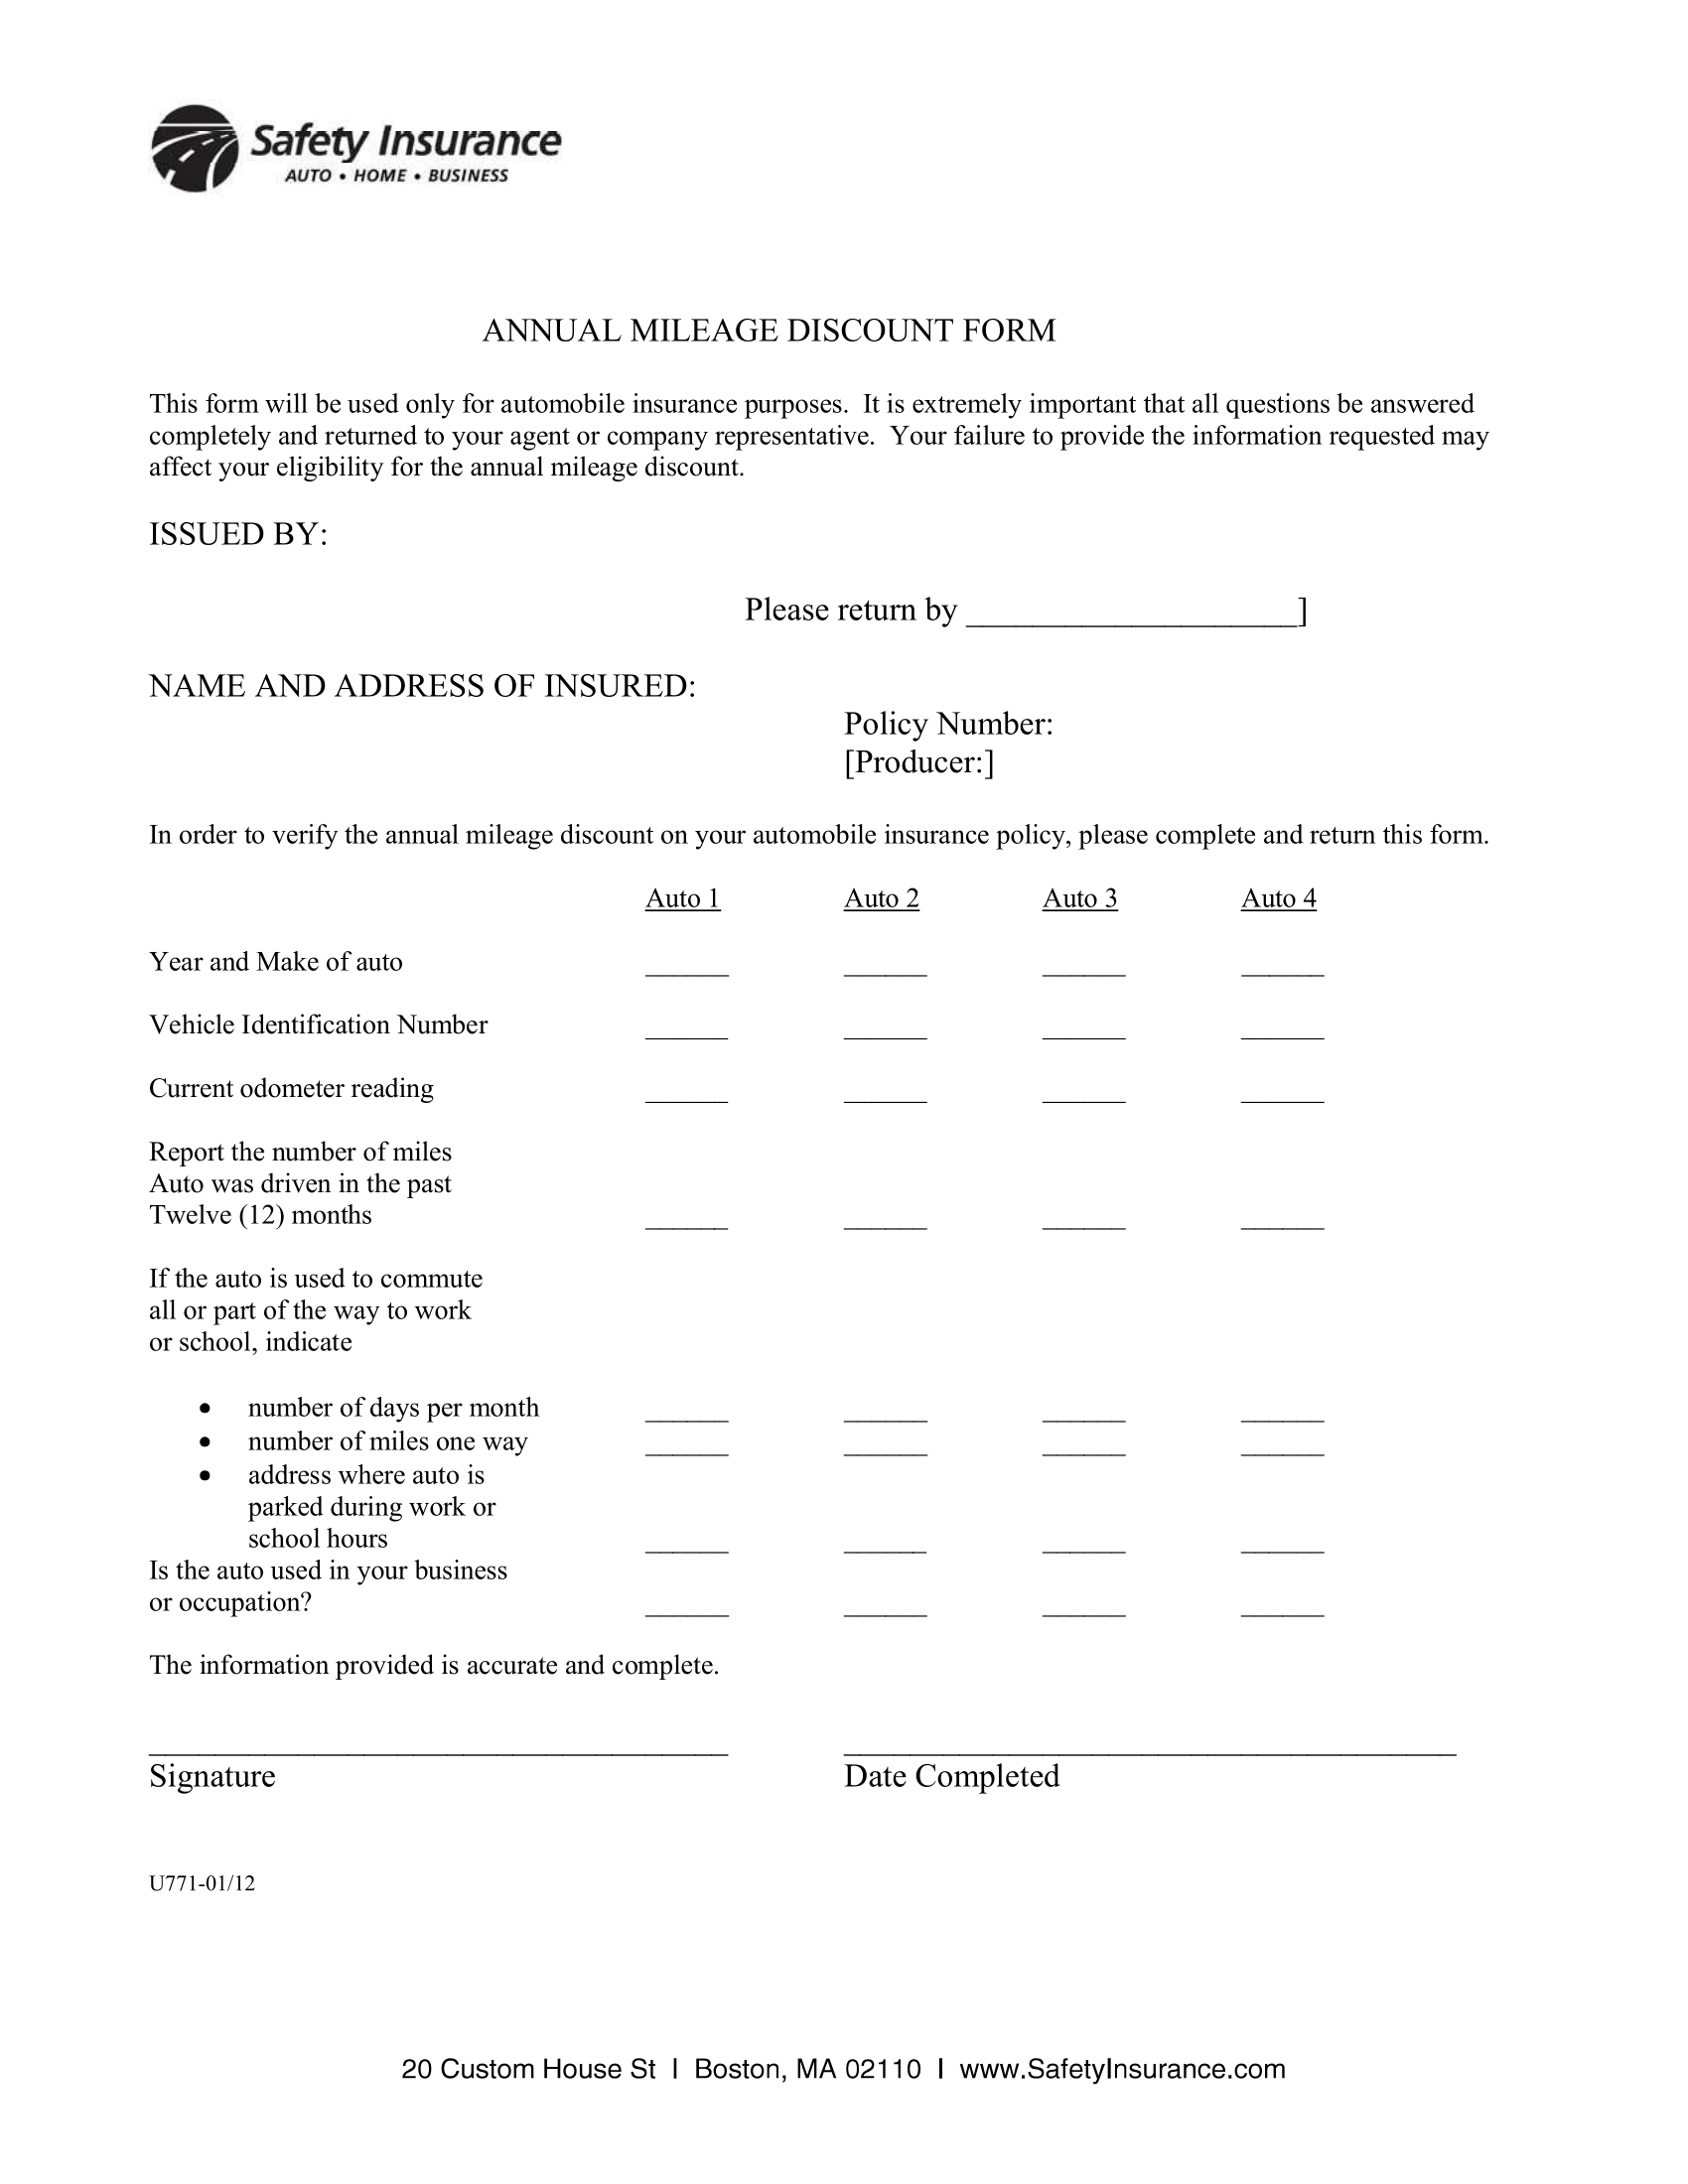 Safety Insurance
AUTO • HOME • BUSINESS
ANNUAL MILEAGE DISCOUNT FORM
This form will be used only for automobile insurance purposes.  It is extremely important that all questions be answered
completely and returned to your agent or company representative.  Your failure to provide the information requested may
affect your eligibility for the annual mileage discount.
ISSUED BY:
Please return by ____________________]
NAME AND ADDRESS OF INSURED:
Policy Number:
[Producer:]
In order to verify the annual mileage discount on your automobile insurance policy, please complete and return this form.
Auto 1 Auto 2 Auto 3 Auto 4
Year and Make of auto ______ ______ ______ ______
Vehicle Identification Number ______ ______ ______ ______
Current odometer reading ______ ______ ______ ______
Report the number of miles
Auto was driven in the past
Twelve (12) months ______ ______ ______ ______
If the auto is used to commute
all or part of the way to work
or school, indicate
• number of days per month ______ ______ ______ ______
• number of miles one way ______ ______ ______ ______
• address where auto is
parked during work or
school hours ______ ______ ______ ______
Is the auto used in your business
or occupation? ______ ______ ______ ______
The information provided is accurate and complete.
___________________________________ _____________________________________
Signature Date Completed
U771-01/12
20 Custom House St | Boston, MA 02110 | www.SafetyInsurance.com